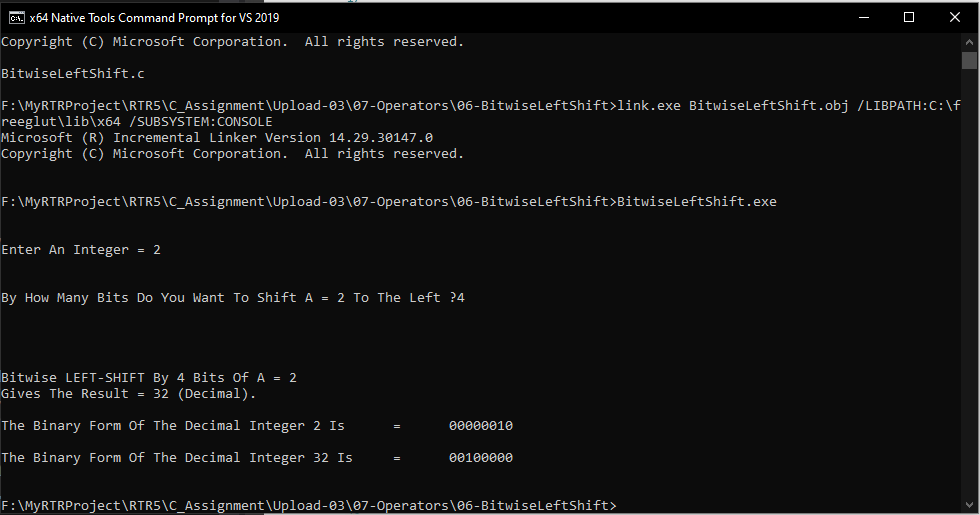 x64 Native Tools Command Prompt for VS 2019
Copyright (C) Microsoft Corporation.  All rights reserved.
BitwiseLeftShift.c
F:\MyRTRProject\RTR5\C_Assignment\Upload-03\07-Operators\06-BitwiseLeftShift>link.exe BitwiseLeftShift.obj /LIBPATH:C:\f
reeglut\lib\x64 /SUBSYSTEM:CONSOLE
Microsoft (R) Incremental Linker Version 14.29.30147.0
Copyright (C) Microsoft Corporation.  All rights reserved.
F:\MyRTRProject\RTR5\C_Assignment\Upload-03\07-Operators\06-BitwiseLeftShift>BitwiseLeftShift.exe
Enter An Integer = 2
By How Many Bits Do You Want To Shift A = 2 To The Left ?4
Bitwise LEFT-SHIFT By 4 Bits Of A = 2
Gives The Result = 32 (Decimal).
The Binary Form Of The Decimal Integer 2 Is      =      00000010
The Binary Form Of The Decimal Integer 32 Is     =      00100000
F:\MyRTRProject\RTR5\C_Assignment\Upload-03\07-Operators\06-BitwiseLeftShift>